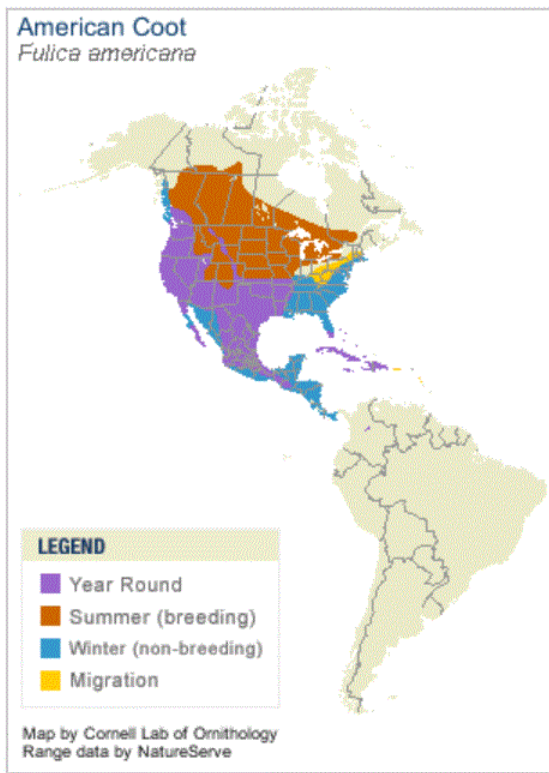 American Coot
Fulica americana
LEGEND
Year Round
Summer (breeding)
Winter (non-breeding)
Migration
Map by Cornell Lab of Ornithology
Range data by NatureServe